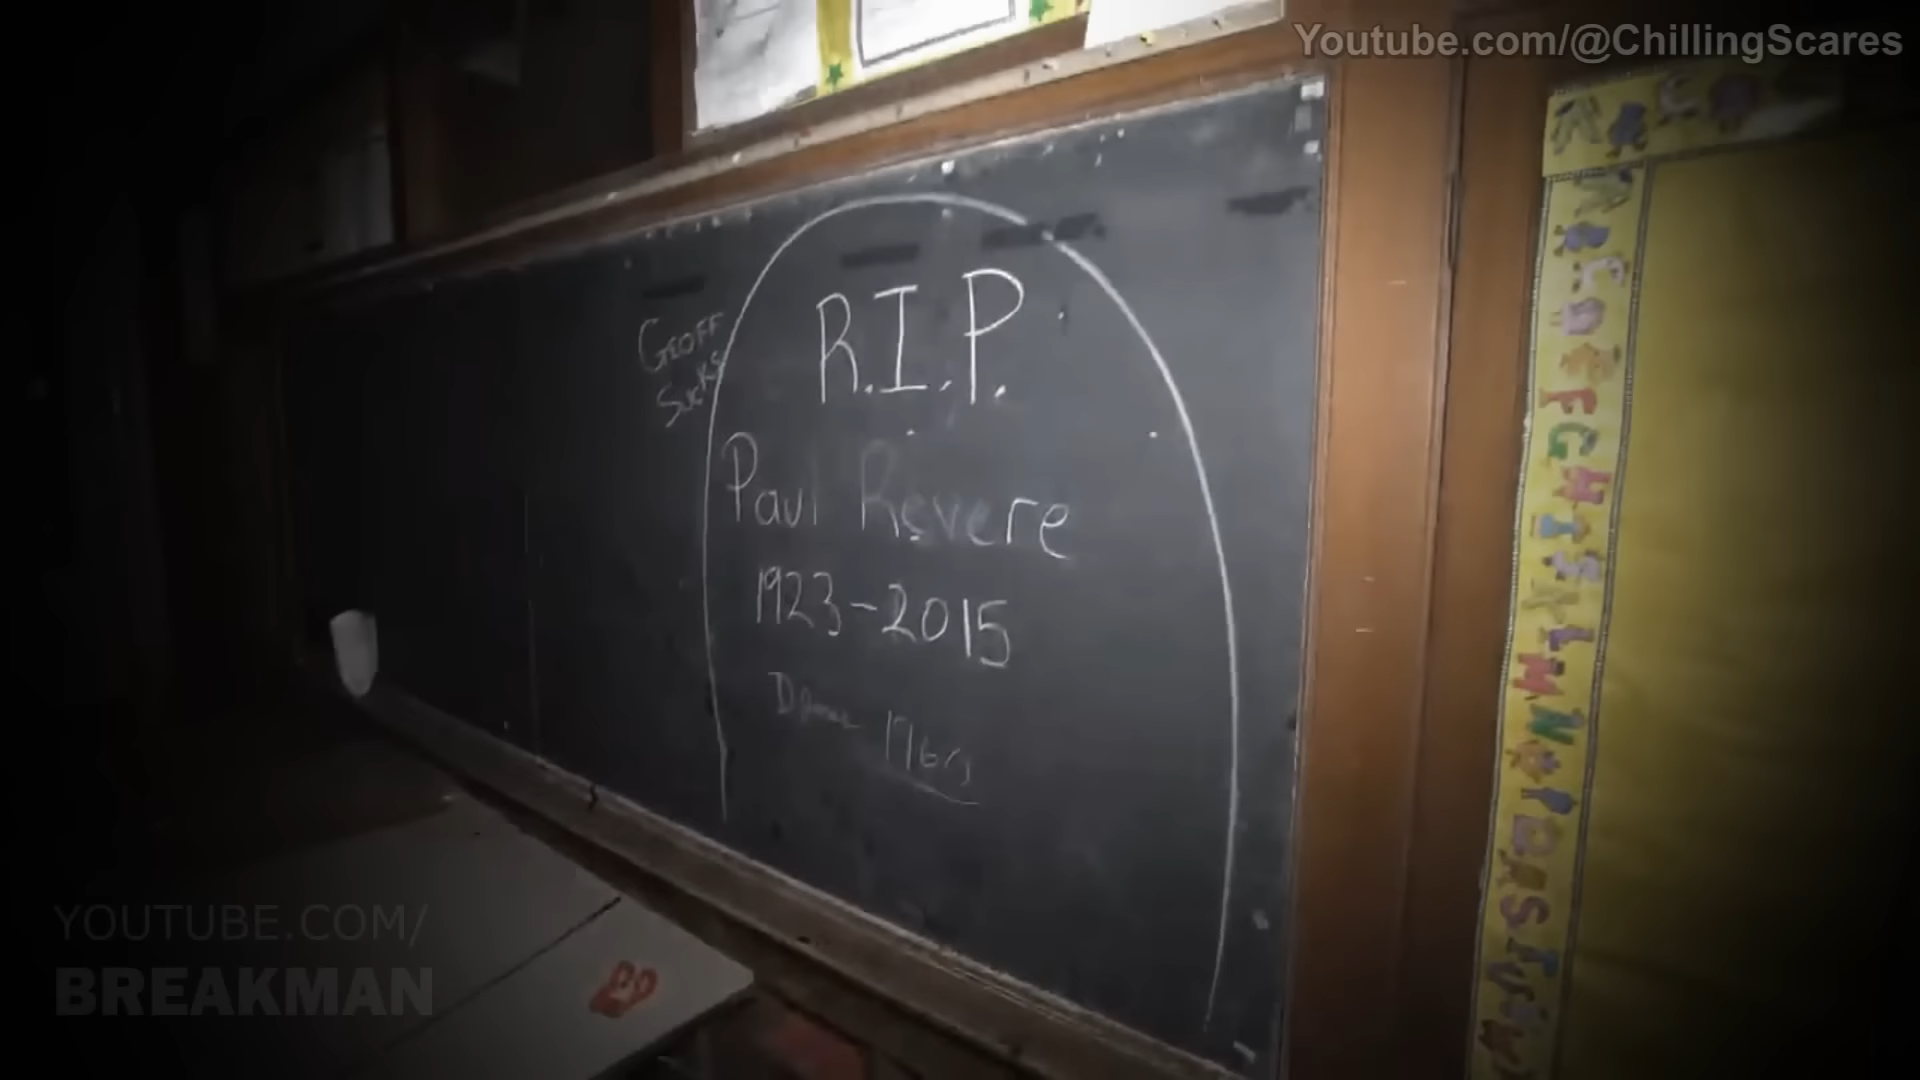 Youtube.com/@ChillingScares
GEOFF
SUCKS
R.I.P.
Paul Revere
1923-2015
A B C D E F G H I J K L M N O P Q R S T U V W
YOUTUBE.COM/
BREAKMAN